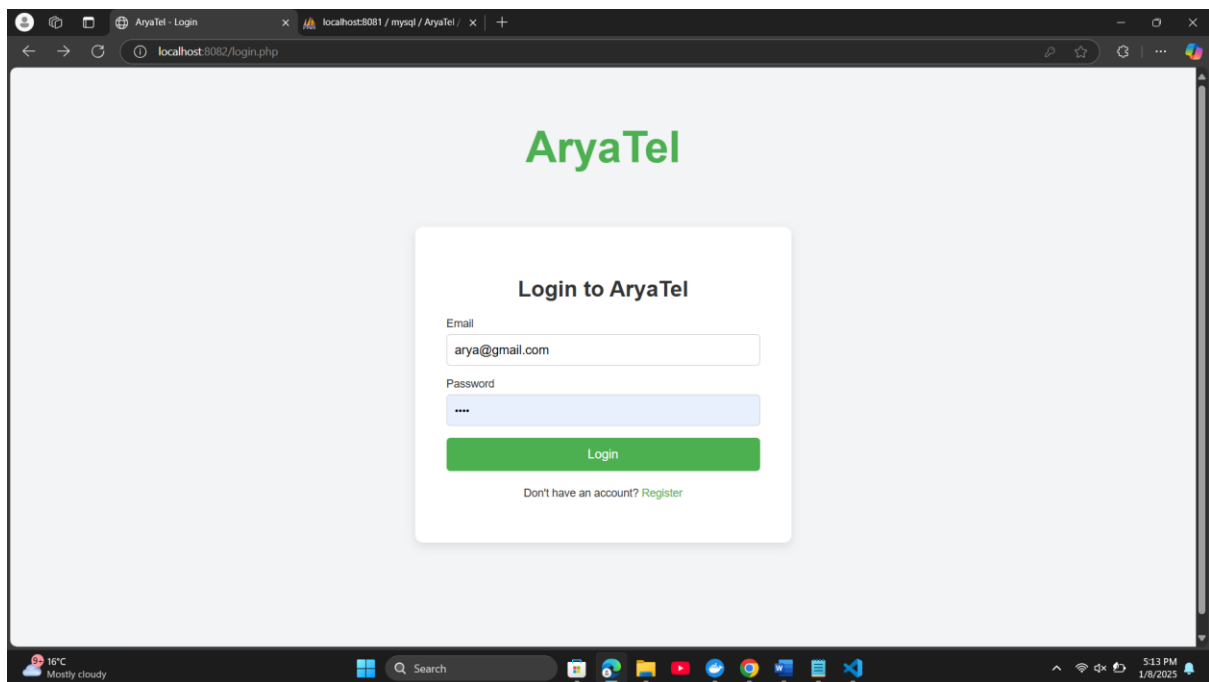 AryaTel - Login
localhost:8081 / mysql / AryaTel /
localhost:8082/login.php
AryaTel
Login to AryaTel
Email
arya@gmail.com
Password
••••
Login
Don't have an account? Register
9+
16°C
Mostly cloudy
Search
5:13 PM
1/8/2025